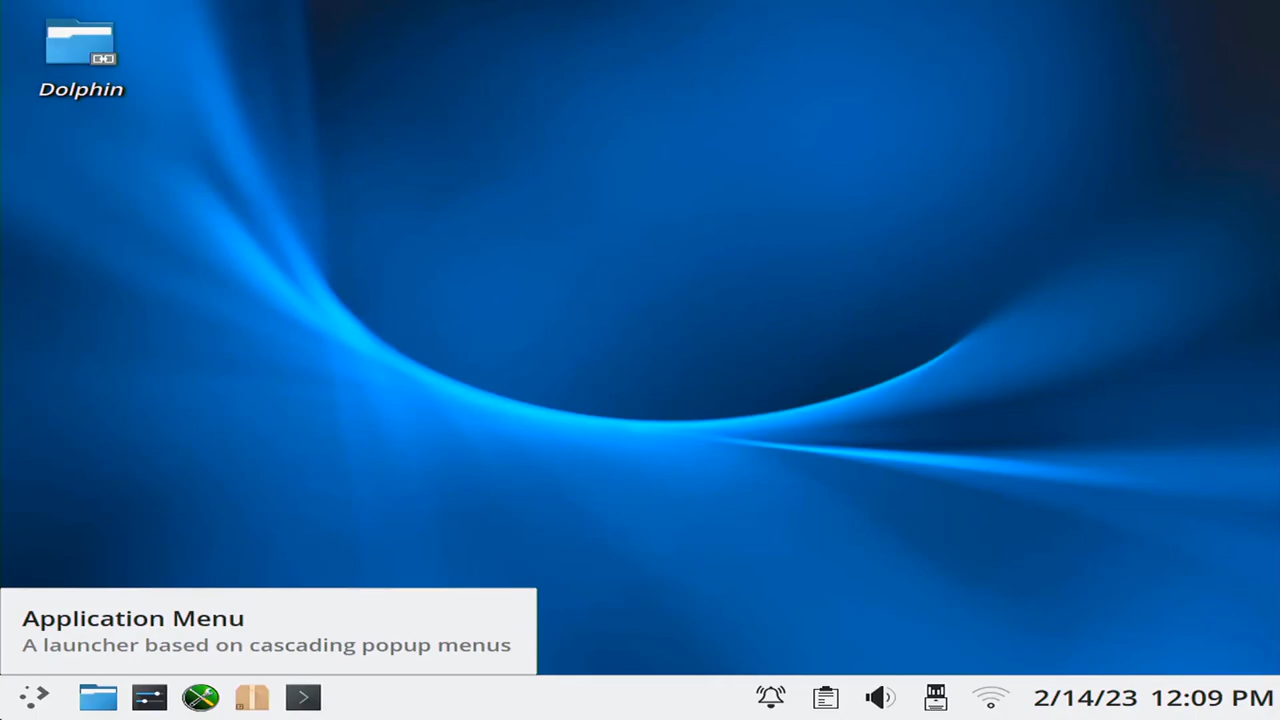 Dolphin
Application Menu
A launcher based on cascading popup menus
2/14/23 12:09 PM